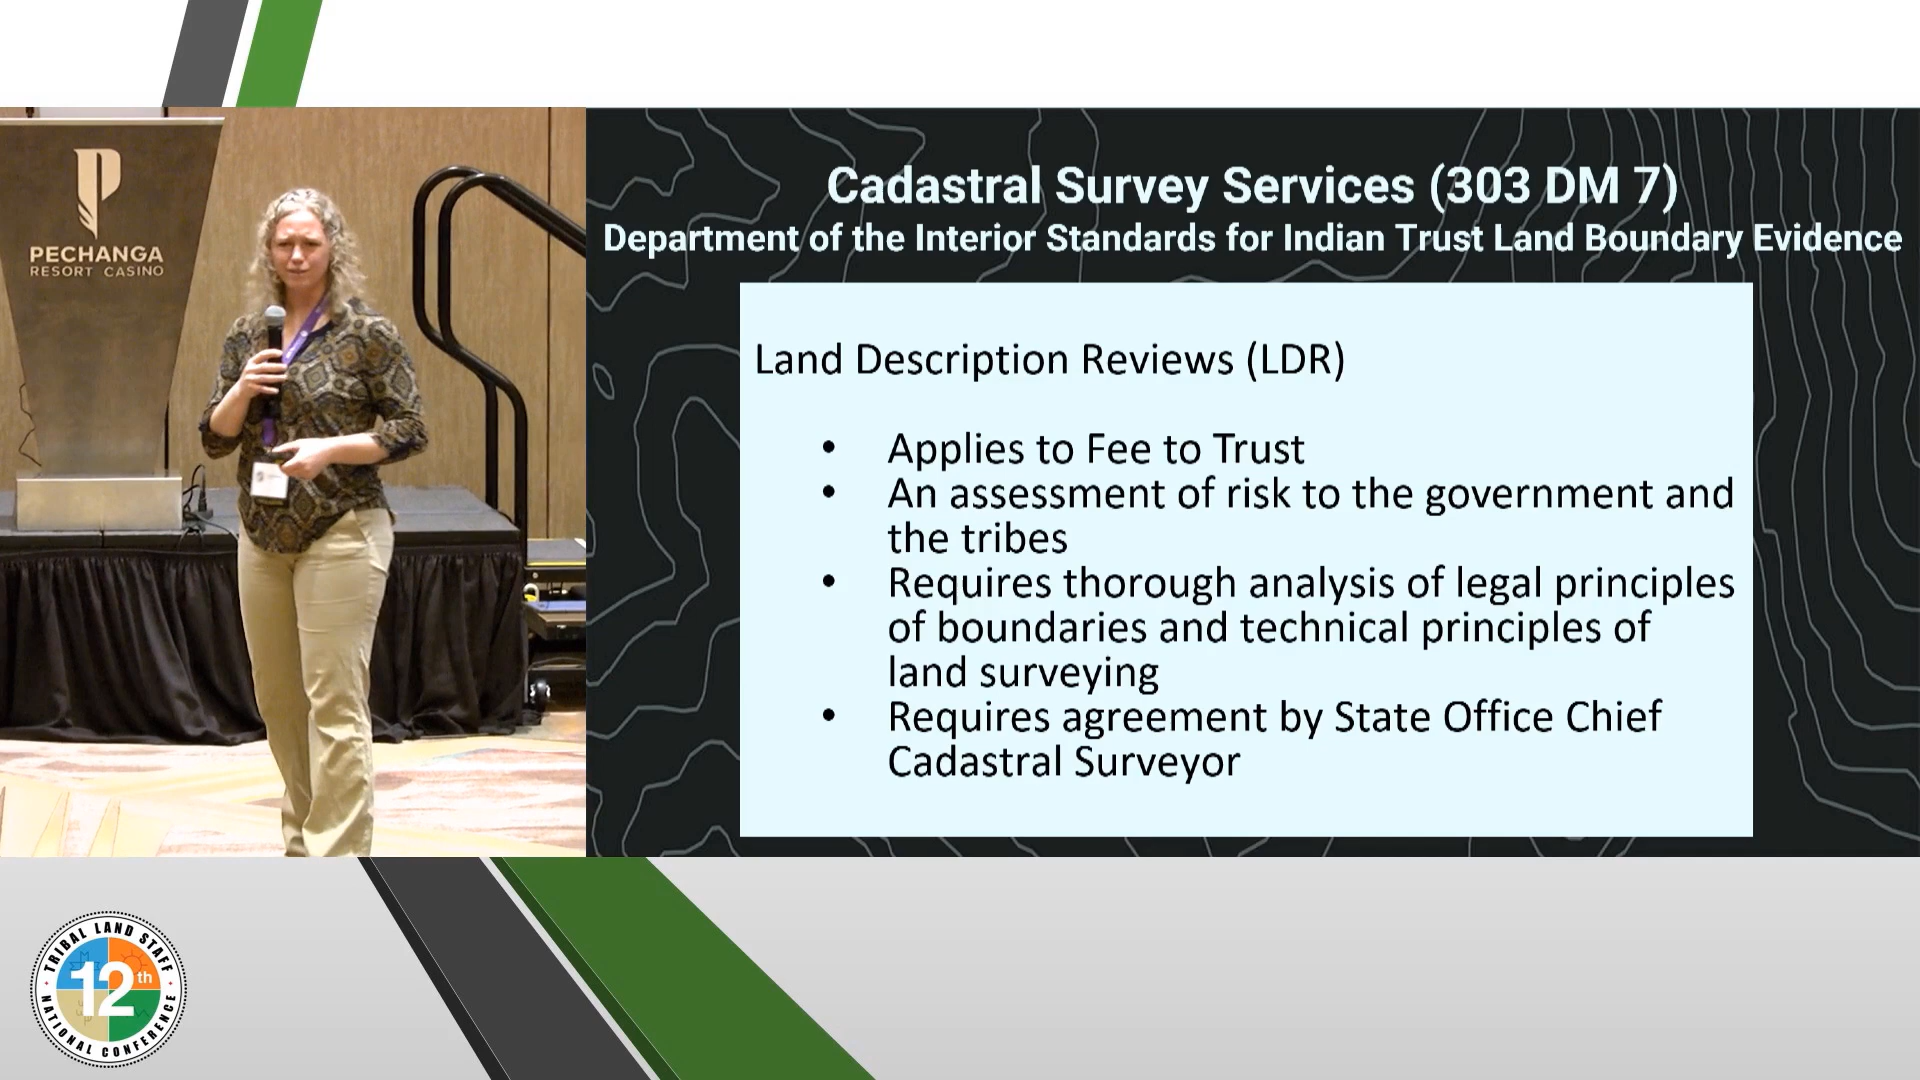 PECHANGA
RESORT CASINO
Cadastral Survey Services (303 DM 7)
Department of the Interior Standards for Indian Trust Land Boundary Evidence
Land Description Reviews (LDR)
• Applies to Fee to Trust
• An assessment of risk to the government and
the tribes
• Requires thorough analysis of legal principles
of boundaries and technical principles of
land surveying
• Requires agreement by State Office Chief
Cadastral Surveyor
TRIBAL LAND STAFF
12th
NATIONAL CONFERENCE